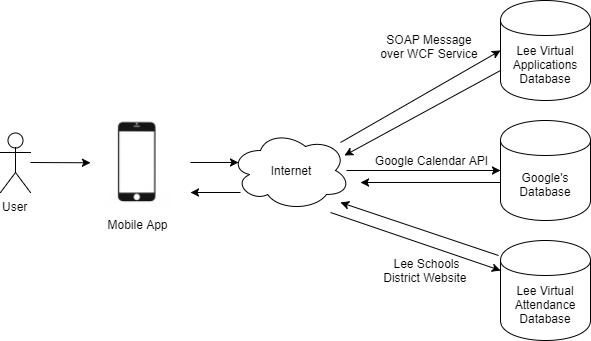 SOAP Message
over WCF Service
Lee Virtual
Applications
Database
User
Mobile App
Internet
Google Calendar API
Google's
Database
Lee Schools
District Website
Lee Virtual
Attendance
Database